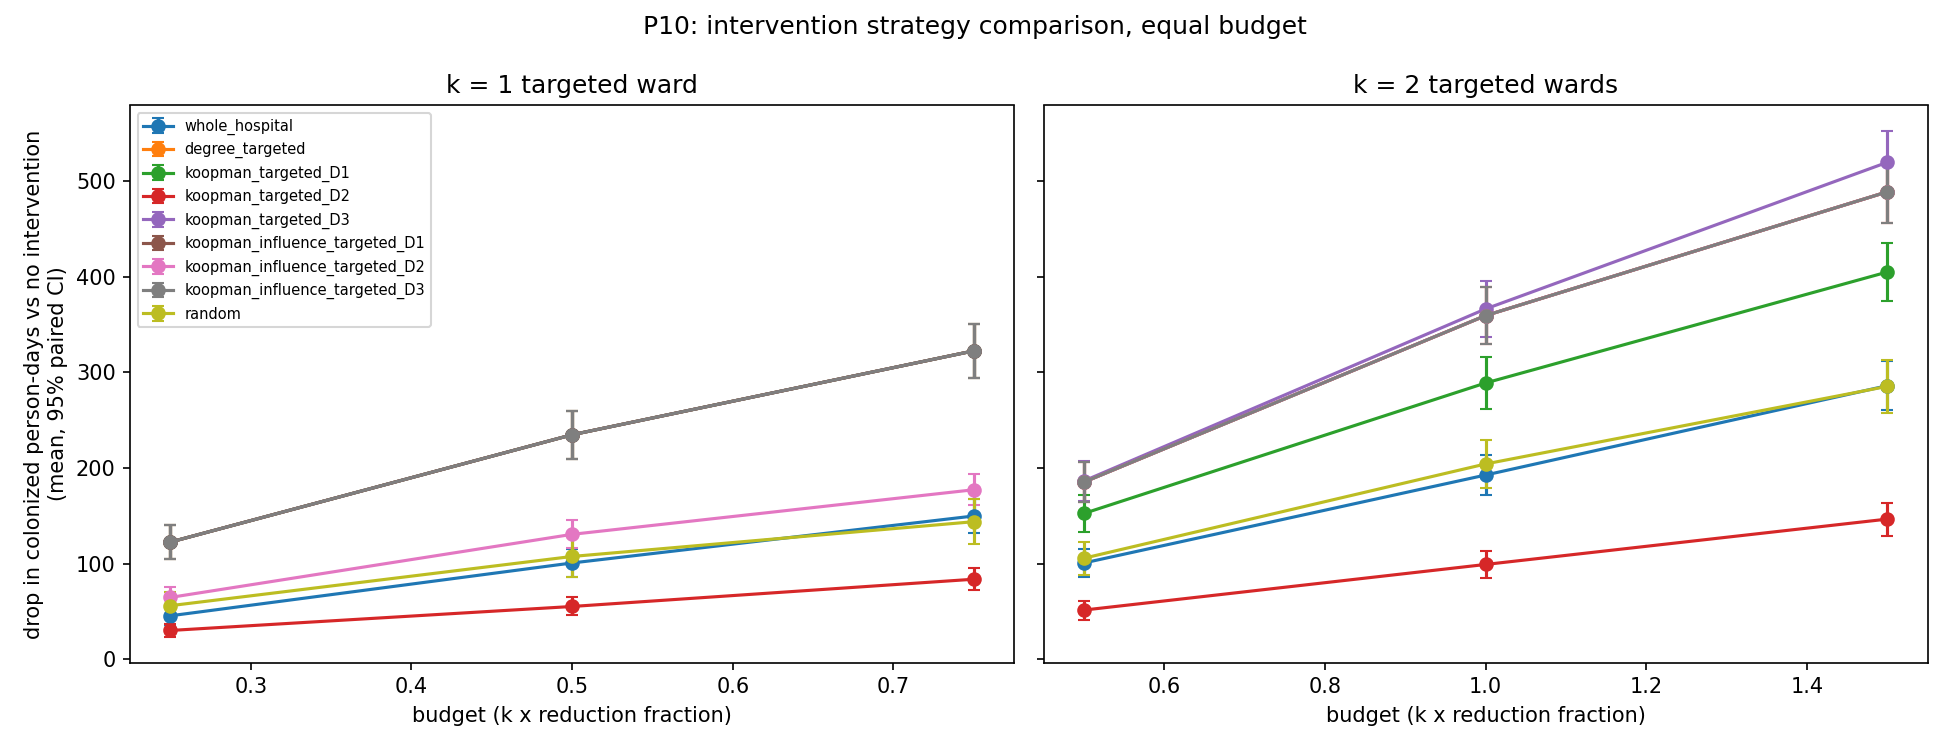 P10: intervention strategy comparison, equal budget
k = 1 targeted ward
drop in colonized person-days vs no intervention
(mean, 95% paired CI)
500
400
300
200
100
0
whole_hospital
degree_targeted
koopman_targeted_D1
koopman_targeted_D2
koopman_targeted_D3
koopman_influence_targeted_D1
koopman_influence_targeted_D2
koopman_influence_targeted_D3
random
0.3 0.4 0.5 0.6 0.7
budget (k x reduction fraction)
k = 2 targeted wards
0.6 0.8 1.0 1.2 1.4
budget (k x reduction fraction)